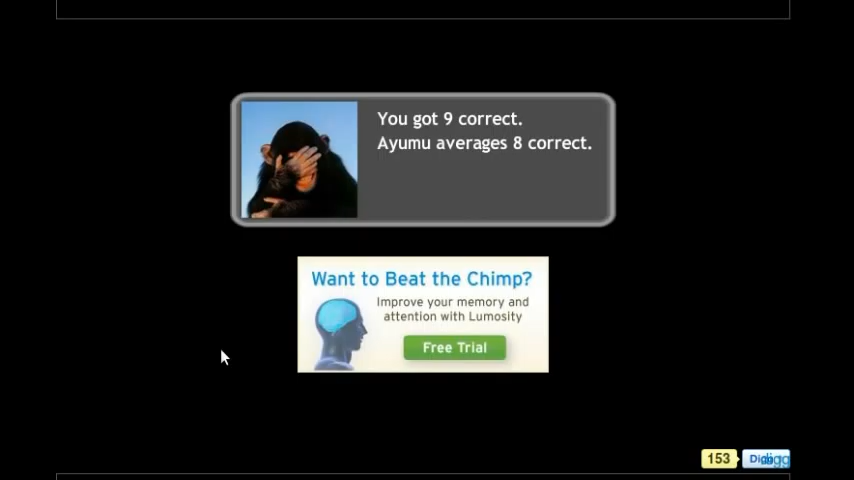 You got 9 correct.
Ayumu averages 8 correct.
Want to Beat the Chimp?
Improve your memory and
attention with Lumosity
Free Trial
153
digg